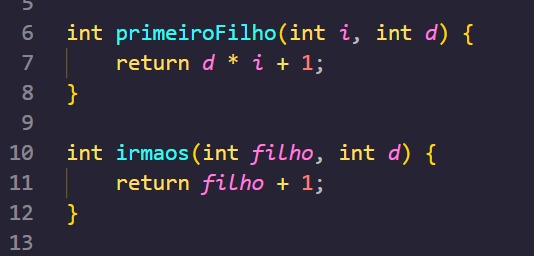 5
6 int primeiroFilho(int i, int d) {
7     return d * i + 1;
8 }
9
10 int irmaos(int filho, int d) {
11     return filho + 1;
12 }
13